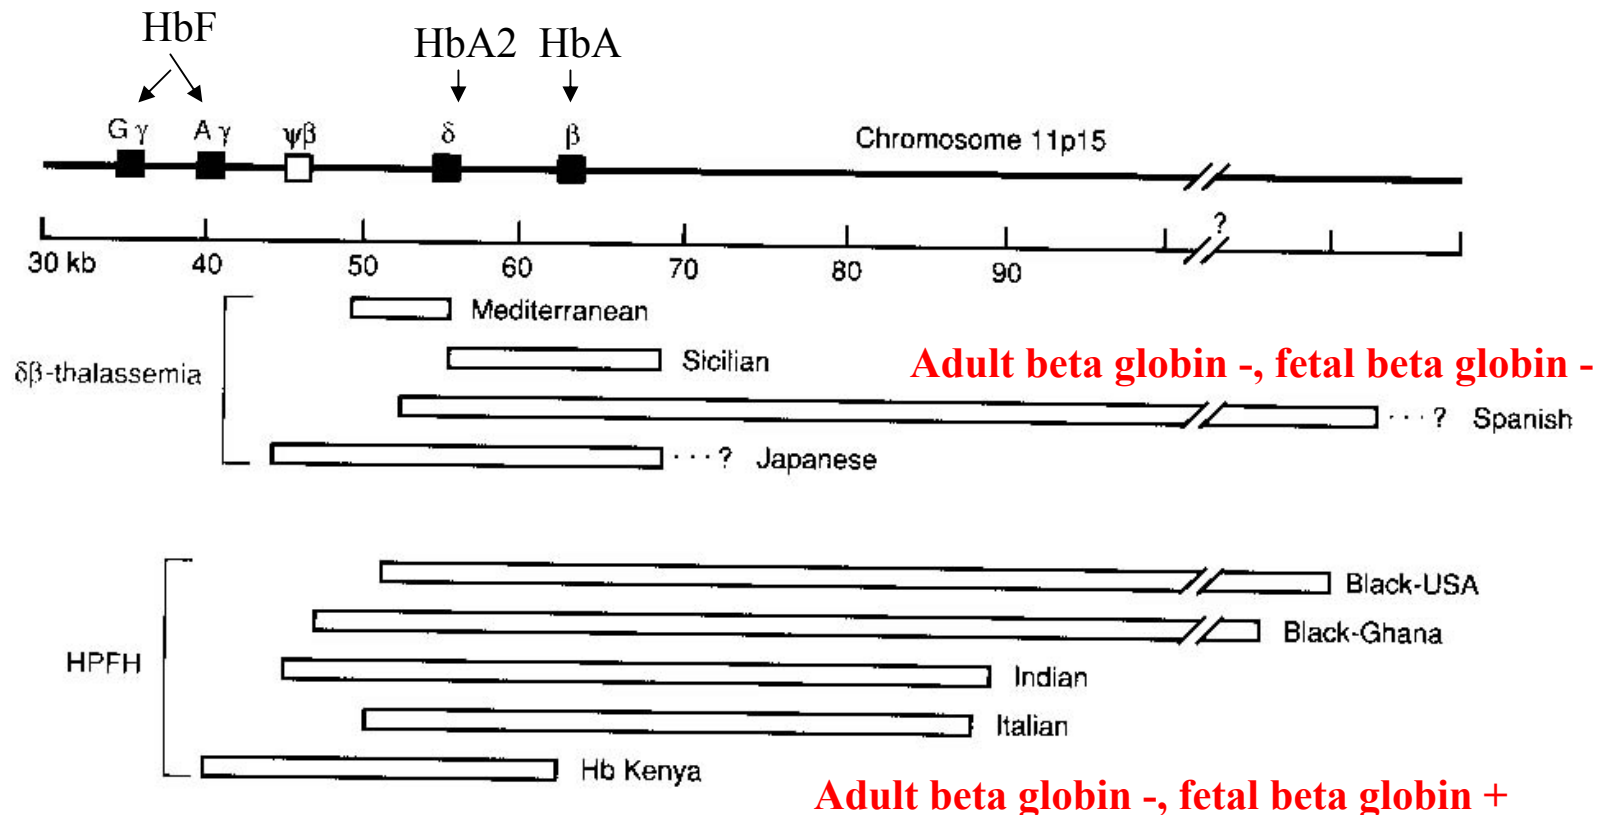 HbF
HbA2 HbA
G γ A γ ψβ δ β
Chromosome 11p15
?
30 kb 40 50 60 70 80 90
Mediterranean
Sicilian
Adult beta globin -, fetal beta globin -
δβ-thalassemia
···? Spanish
···? Japanese
Black-USA
Black-Ghana
HPFH
Indian
Italian
Hb Kenya
Adult beta globin -, fetal beta globin +